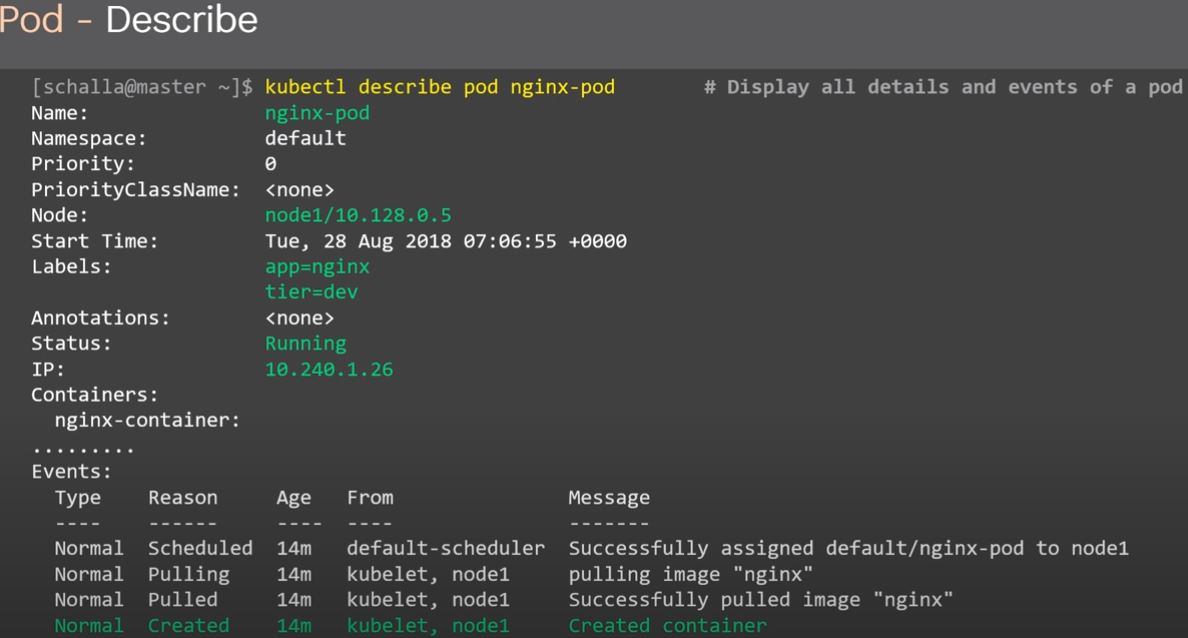 Pod - Describe
[schalla@master ~]$ kubectl describe pod nginx-pod # Display all details and events of a pod
Name: nginx-pod
Namespace: default
Priority: 0
PriorityClassName: <none>
Node: node1/10.128.0.5
Start Time: Tue, 28 Aug 2018 07:06:55 +0000
Labels: app=nginx
tier=dev
Annotations: <none>
Status: Running
IP: 10.240.1.26
Containers:
nginx-container:
.........
Events:
Type Reason Age From Message
---- ------ ---- ---- -------
Normal Scheduled 14m default-scheduler Successfully assigned default/nginx-pod to node1
Normal Pulling 14m kubelet, node1 pulling image "nginx"
Normal Pulled 14m kubelet, node1 Successfully pulled image "nginx"
Normal Created 14m kubelet, node1 Created container